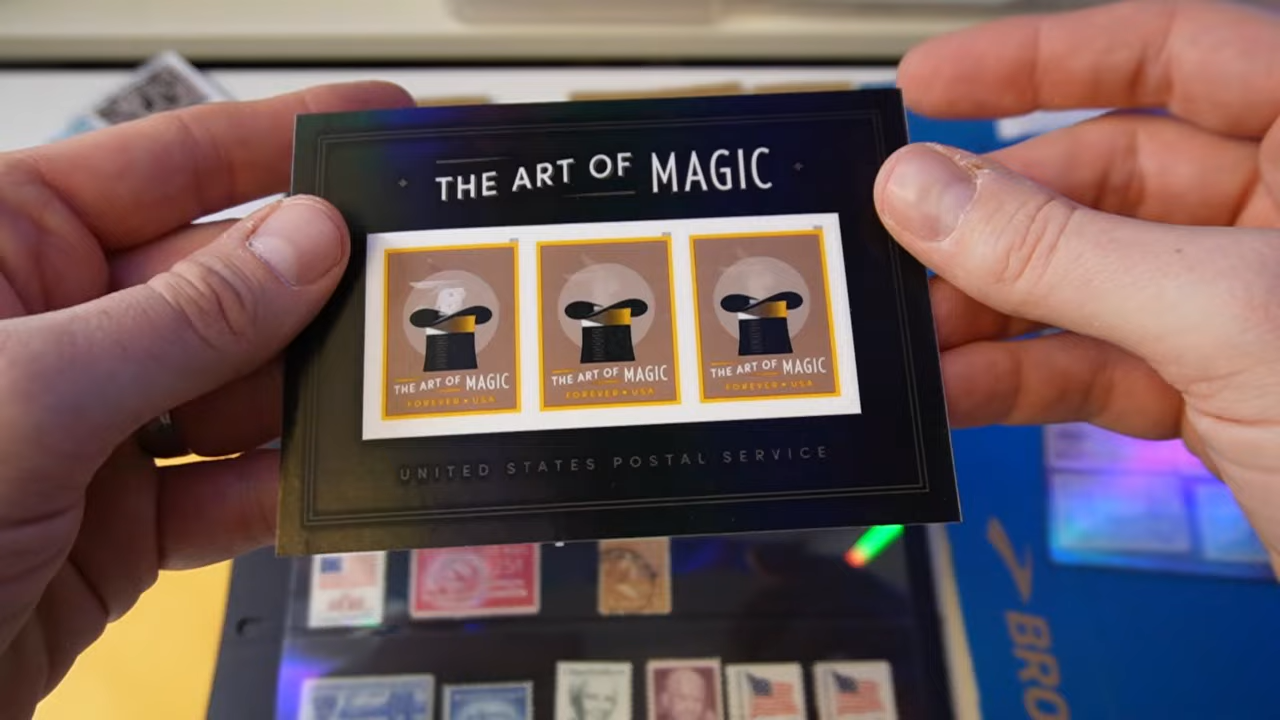 THE ART OF MAGIC
THE ART OF MAGIC
FOREVER • USA
THE ART OF MAGIC
FOREVER • USA
THE ART OF MAGIC
FOREVER • USA
UNITED STATES POSTAL SERVICE
BRO